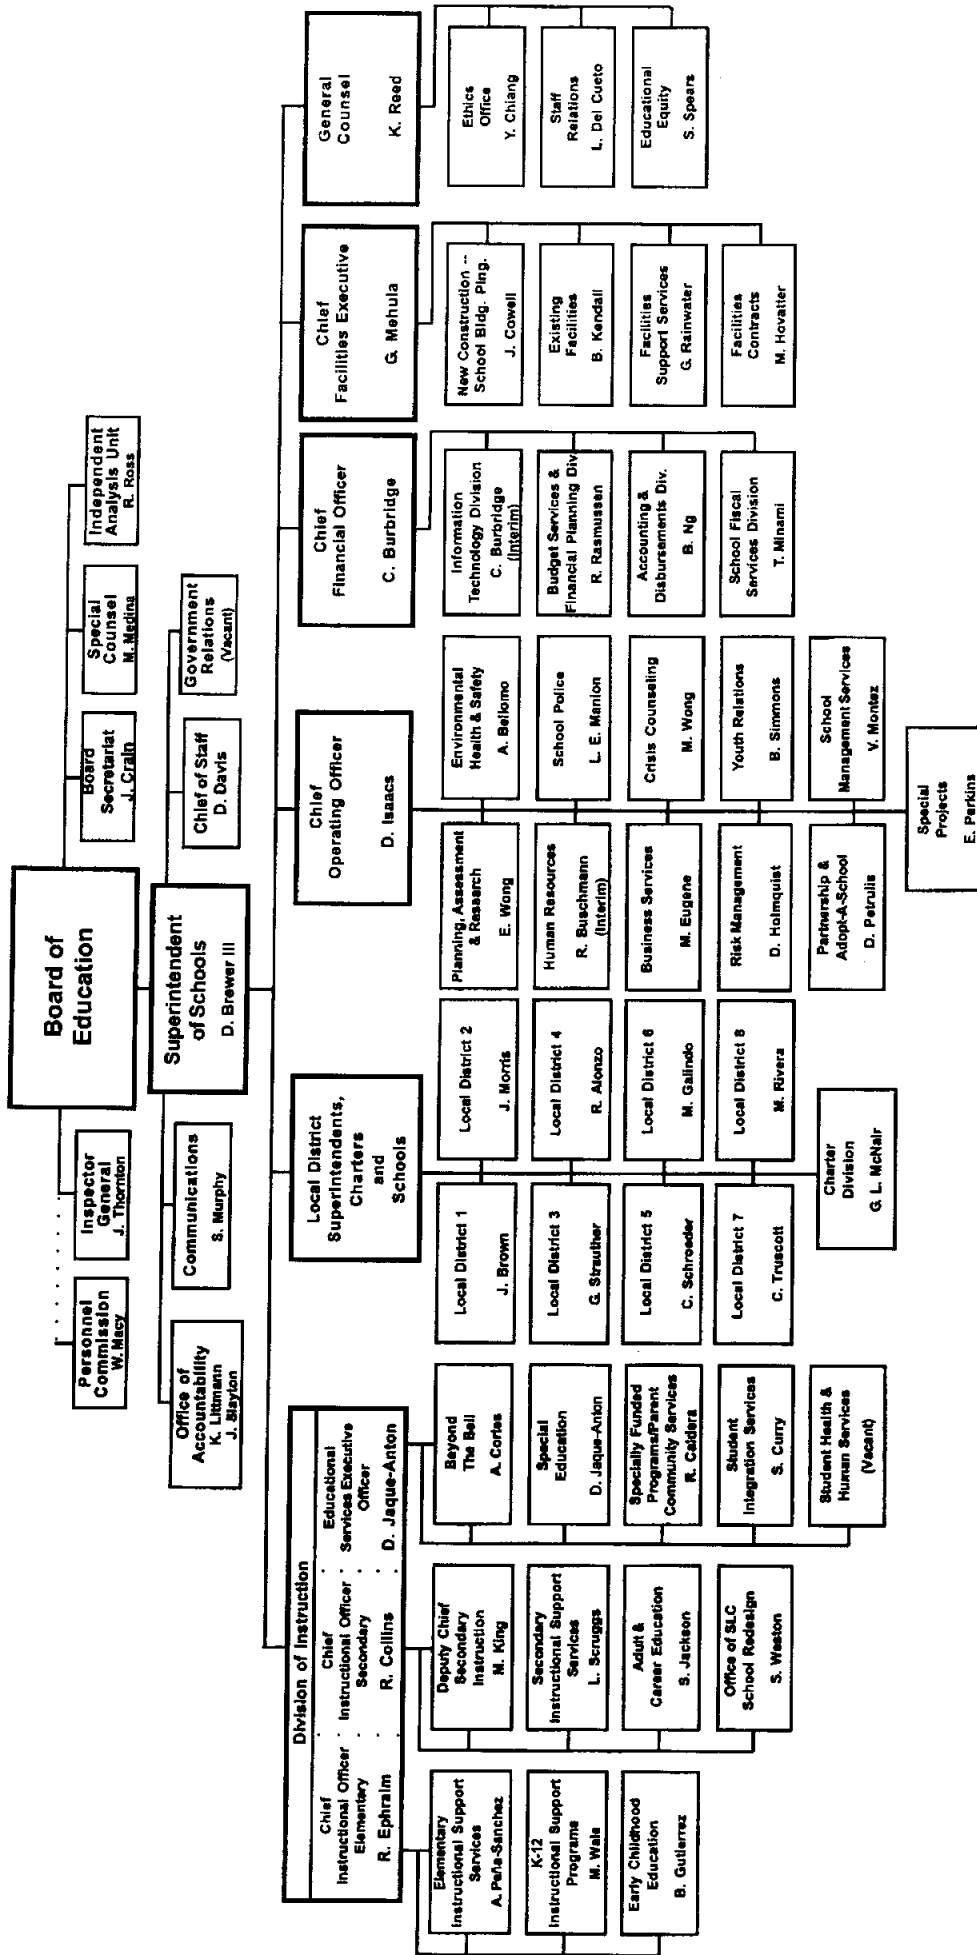 Board of
Education
Personnel
Commission
W. Macy
Inspector
General
J. Thornton
Board
Secretariat
J. Crain
Special
Counsel
M. Medina
Independent
Analysis Unit
R. Ross
Superintendent
of Schools
D. Brewer III
Office of
Accountability
K. Littmann
J. Slayton
Communications
S. Murphy
Chief of Staff
D. Davis
Government
Relations
(Vacant)
Division of Instruction
Chief
Instructional Officer
Elementary
R. Ephraim
Chief
Instructional Officer
Secondary
R. Collins
Educational
Services Executive
Officer
D. Jaque-Anton
Elementary
Instructional Support
Services
A. Peña-Sanchez
K-12
Instructional Support
Programs
M. Wale
Early Childhood
Education
B. Gutierrez
Deputy Chief
Secondary
Instruction
M. King
Secondary
Instructional Support
Services
L. Scruggs
Adult &
Career Education
S. Jackson
Office of SLC
School Redesign
S. Weston
Beyond
The Bell
A. Cortes
Special
Education
D. Jaque-Anton
Specially Funded
Programs/Parent
Community Services
R. Caldera
Student
Integration Services
S. Curry
Student Health &
Human Services
(Vacant)
Local District
Superintendents,
Charters
and
Schools
Local District 1
J. Brown
Local District 2
J. Morris
Local District 3
G. Strauther
Local District 4
R. Alonzo
Local District 5
C. Schroeder
Local District 6
M. Galindo
Local District 7
C. Truscott
Local District 8
M. Rivera
Charter
Division
G. L. McNair
Chief
Operating Officer
D. Isaacs
Planning, Assessment
& Research
E. Wong
Environmental
Health & Safety
A. Bellomo
Human Resources
R. Buschmann
(Interim)
School Police
L. E. Manion
Business Services
M. Eugene
Crisis Counseling
M. Wong
Risk Management
D. Holmquist
Youth Relations
B. Simmons
Partnership &
Adopt-A-School
D. Petrulis
School
Management Services
V. Montez
Special
Projects
E. Perkins
Chief
Financial Officer
C. Burbridge
Information
Technology Division
C. Burbridge
(Interim)
Budget Services &
Financial Planning Div.
R. Rasmussen
Accounting &
Disbursements Div.
B. Ng
School Fiscal
Services Division
T. Minami
Chief
Facilities Executive
G. Mehula
New Construction --
School Bldg. Plng.
J. Cowell
Existing
Facilities
B. Kendall
Facilities
Support Services
G. Rainwater
Facilities
Contracts
M. Hovatter
General
Counsel
K. Reed
Ethics
Office
Y. Chiang
Staff
Relations
L. Del Cueto
Educational
Equity
S. Spears